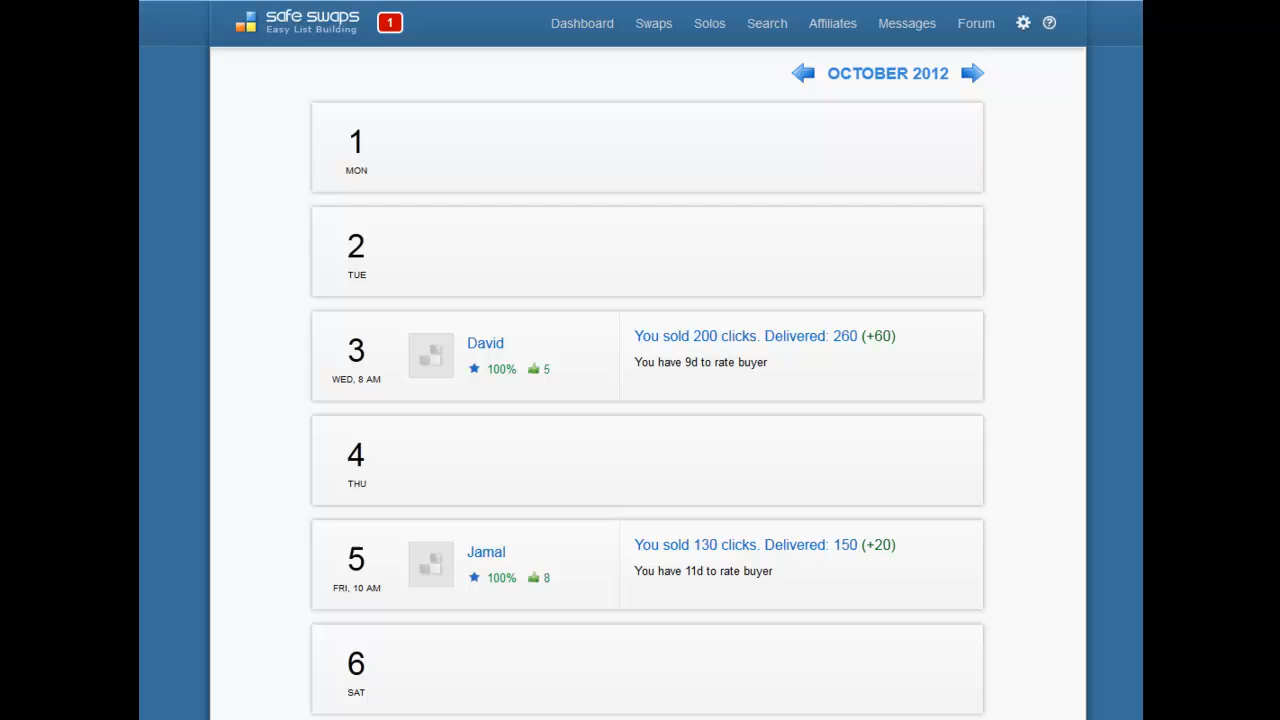 safe swaps
Easy List Building
1
Dashboard Swaps Solos Search Affiliates Messages Forum
OCTOBER 2012
1
MON
2
TUE
3
WED, 8 AM
David
100% 5
You sold 200 clicks. Delivered: 260 (+60)
You have 9d to rate buyer
4
THU
5
FRI, 10 AM
Jamal
100% 8
You sold 130 clicks. Delivered: 150 (+20)
You have 11d to rate buyer
6
SAT